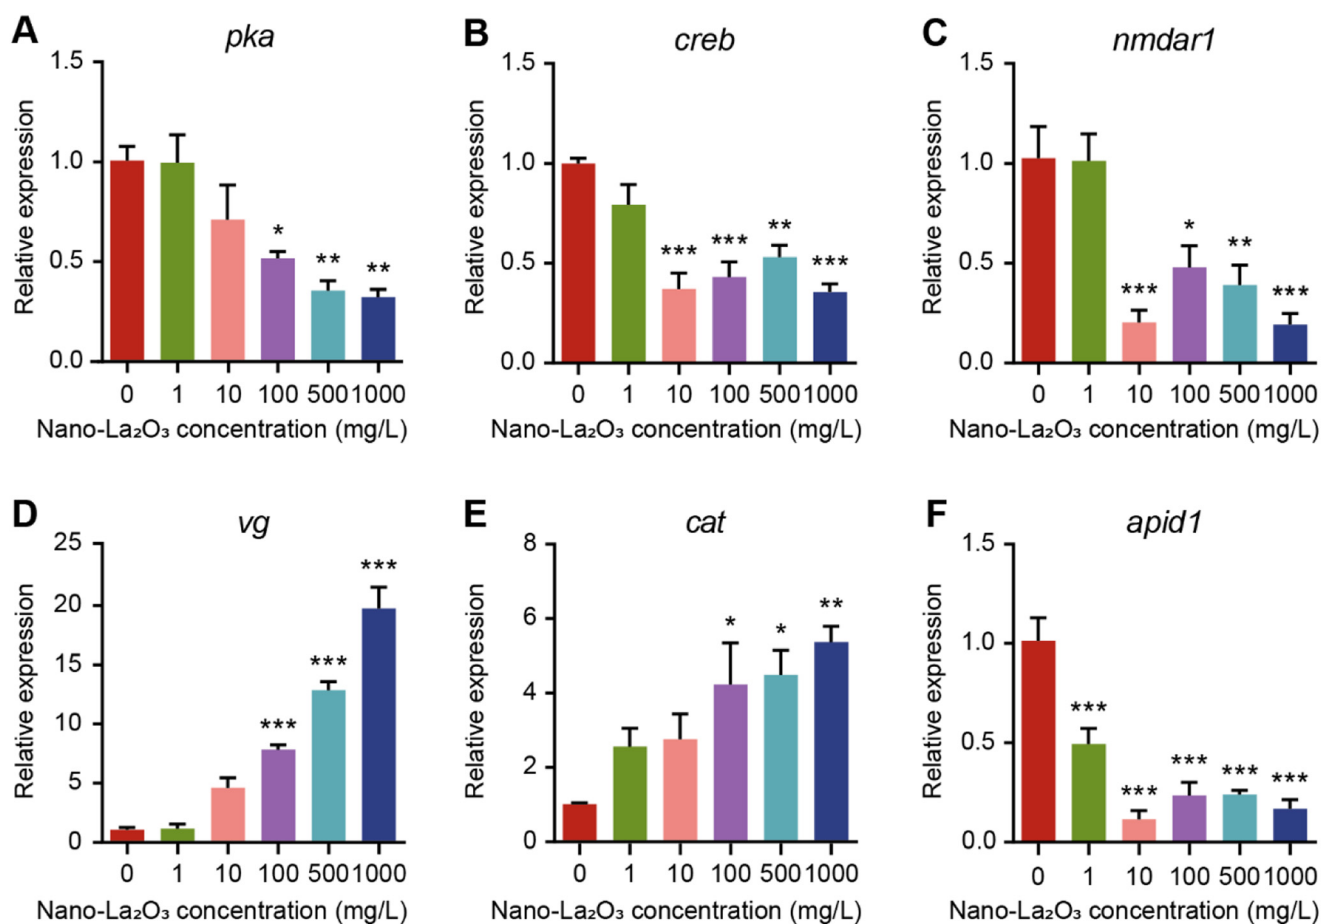 A
pka
1.5
1.0
0.5
0.0
Relative expression
*
**
**
0 1 10 100 500 1000
Nano-La₂O₃ concentration (mg/L)
B
creb
1.5
1.0
0.5
0.0
Relative expression
***
***
**
***
0 1 10 100 500 1000
Nano-La₂O₃ concentration (mg/L)
C
nmdar1
1.5
1.0
0.5
0.0
Relative expression
***
*
**
***
0 1 10 100 500 1000
Nano-La₂O₃ concentration (mg/L)
D
vg
25
20
15
10
5
0
Relative expression
***
***
***
0 1 10 100 500 1000
Nano-La₂O₃ concentration (mg/L)
E
cat
8
6
4
2
0
Relative expression
*
*
**
0 1 10 100 500 1000
Nano-La₂O₃ concentration (mg/L)
F
apid1
1.5
1.0
0.5
0.0
Relative expression
***
***
***
***
***
0 1 10 100 500 1000
Nano-La₂O₃ concentration (mg/L)